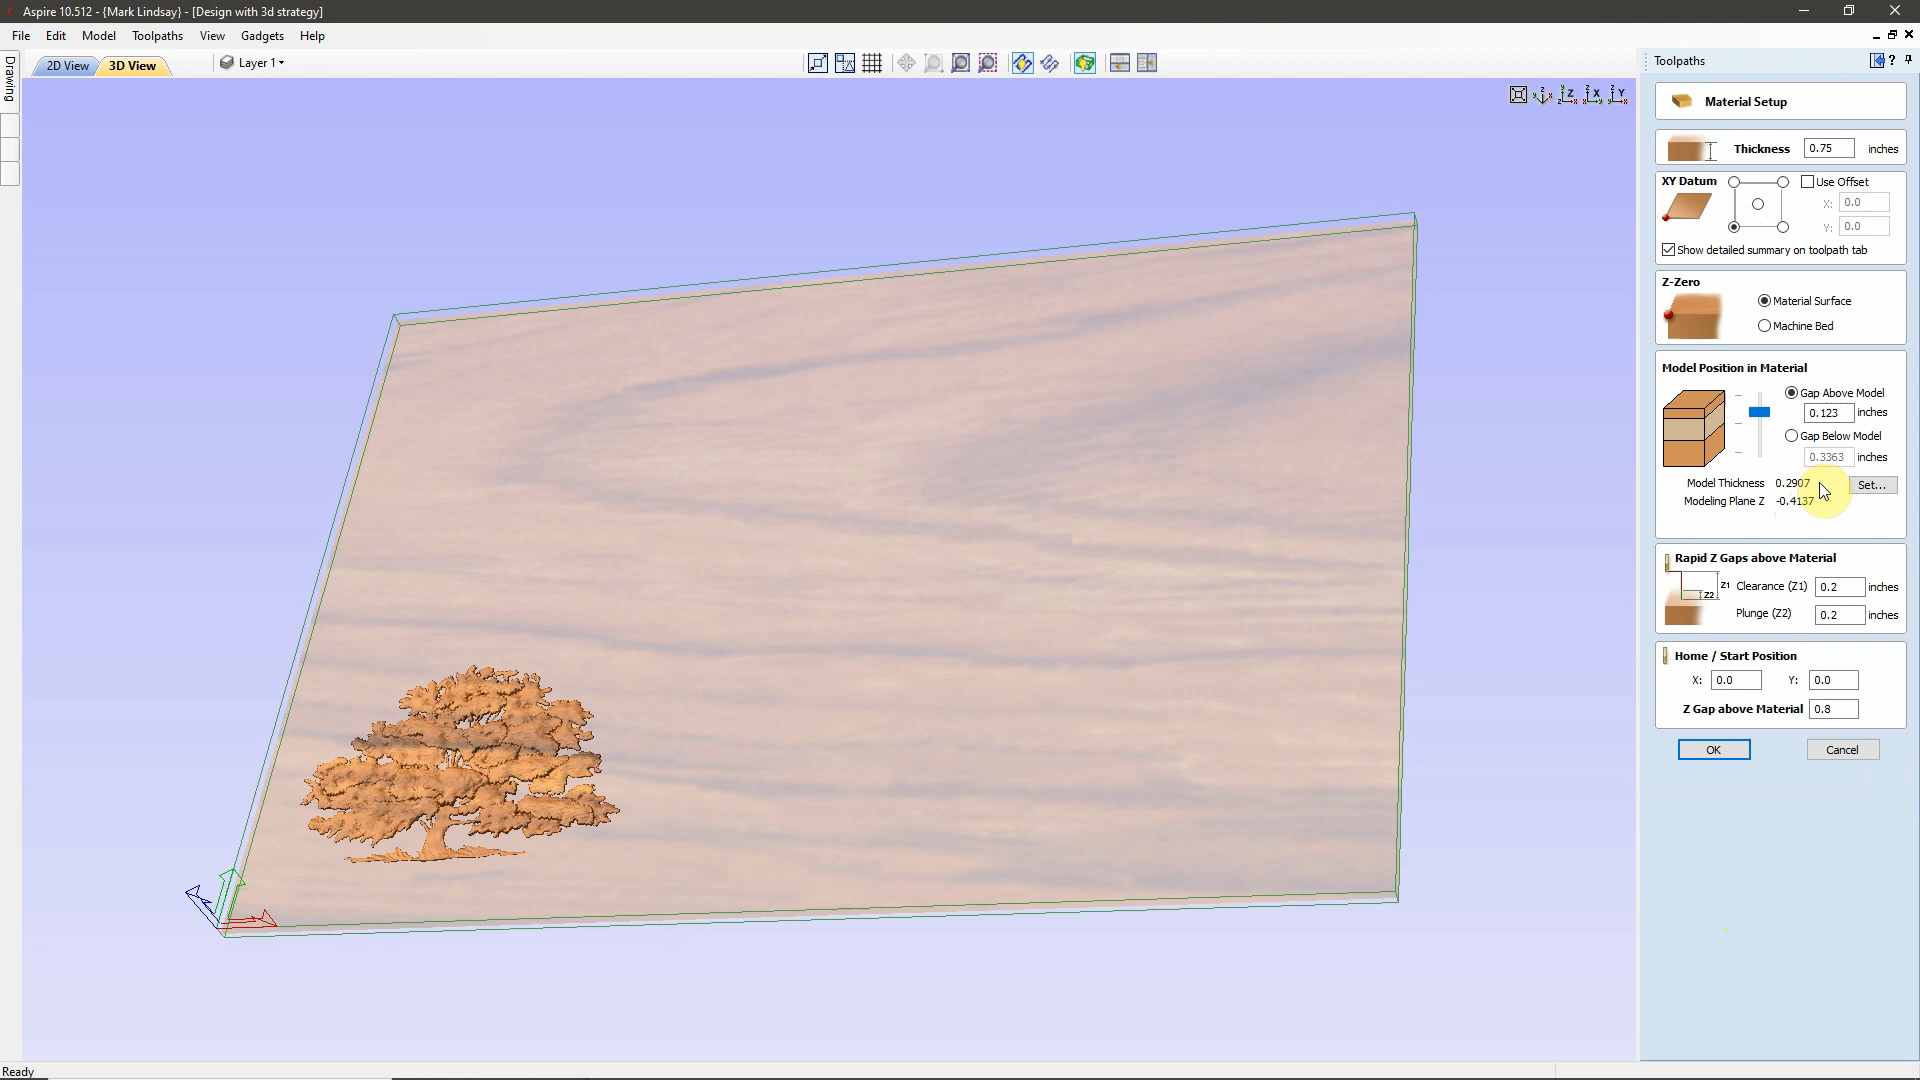 Aspire 10.512 - {Mark Lindsay} - [Design with 3d strategy]
File Edit Model Toolpaths View Gadgets Help
Drawing
2D View 3D View Layer 1
Toolpaths
Z X Y
Material Setup
Thickness 0.75 inches
XY Datum Use Offset
X: 0.0
Y: 0.0
Show detailed summary on toolpath tab
Z-Zero
Material Surface
Machine Bed
Model Position in Material
Gap Above Model
0.123 inches
Gap Below Model
0.3363 inches
Model Thickness 0.2907 Set...
Modeling Plane Z -0.4137
Rapid Z Gaps above Material
Z1 Clearance (Z1) 0.2 inches
Z2
Plunge (Z2) 0.2 inches
Home / Start Position
X: 0.0 Y: 0.0
Z Gap above Material 0.8
OK Cancel
Ready